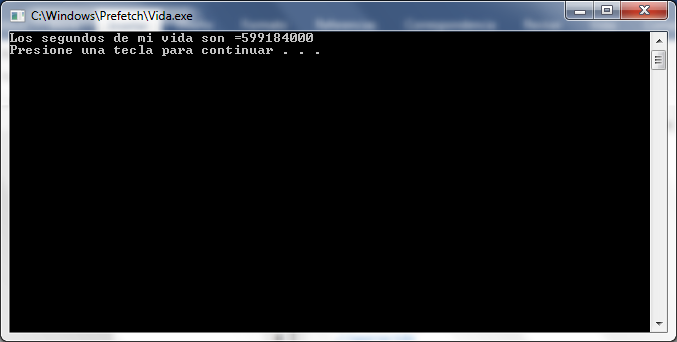 C:\Windows\Prefetch\Vida.exe
Los segundos de mi vida son =599184000
Presione una tecla para continuar . . .